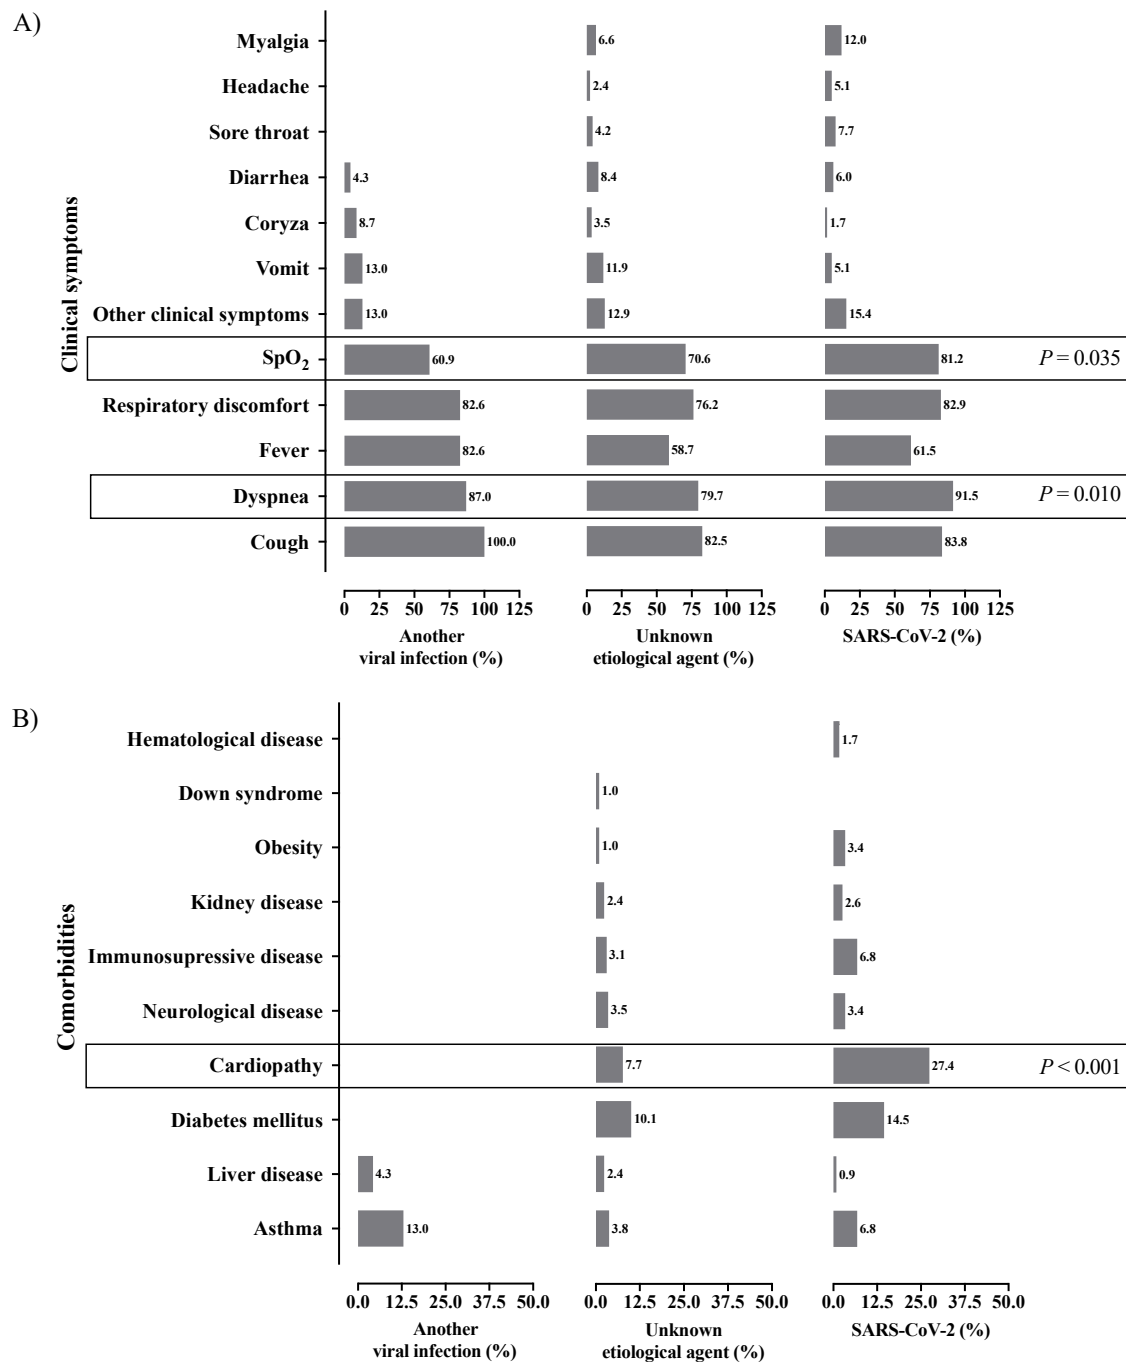 A)
Clinical symptoms
Myalgia 6.6 12.0
Headache 2.4 5.1
Sore throat 4.2 7.7
Diarrhea 4.3 8.4 6.0
Coryza 8.7 3.5 1.7
Vomit 13.0 11.9 5.1
Other clinical symptoms 13.0 12.9 15.4
SpO2 60.9 70.6 81.2 P = 0.035
Respiratory discomfort 82.6 76.2 82.9
Fever 82.6 58.7 61.5
Dyspnea 87.0 79.7 91.5 P = 0.010
Cough 100.0 82.5 83.8
0 25 50 75 100 125 0 25 50 75 100 125 0 25 50 75 100 125
Another Unknown SARS-CoV-2 (%)
viral infection (%) etiological agent (%)
B)
Comorbidities
Hematological disease 1.7
Down syndrome 1.0
Obesity 1.0 3.4
Kidney disease 2.4 2.6
Immunosupressive disease 3.1 6.8
Neurological disease 3.5 3.4
Cardiopathy 7.7 27.4 P < 0.001
Diabetes mellitus 10.1 14.5
Liver disease 4.3 2.4 0.9
Asthma 13.0 3.8 6.8
0.0 12.5 25.0 37.5 50.0 0.0 12.5 25.0 37.5 50.0 0.0 12.5 25.0 37.5 50.0
Another Unknown SARS-CoV-2 (%)
viral infection (%) etiological agent (%)